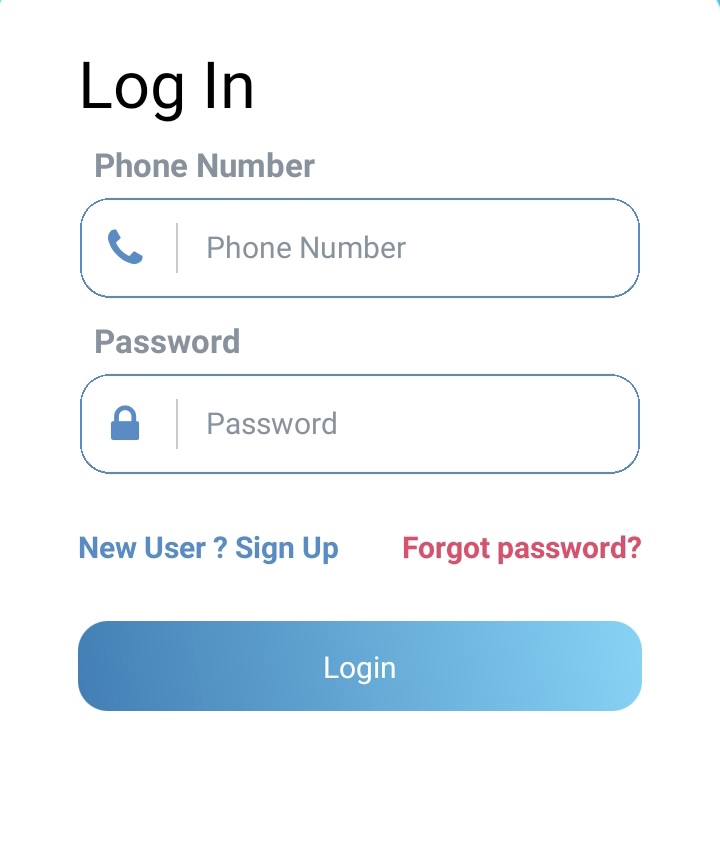 Log In
Phone Number
Phone Number
Password
Password
New User ? Sign Up Forgot password?
Login